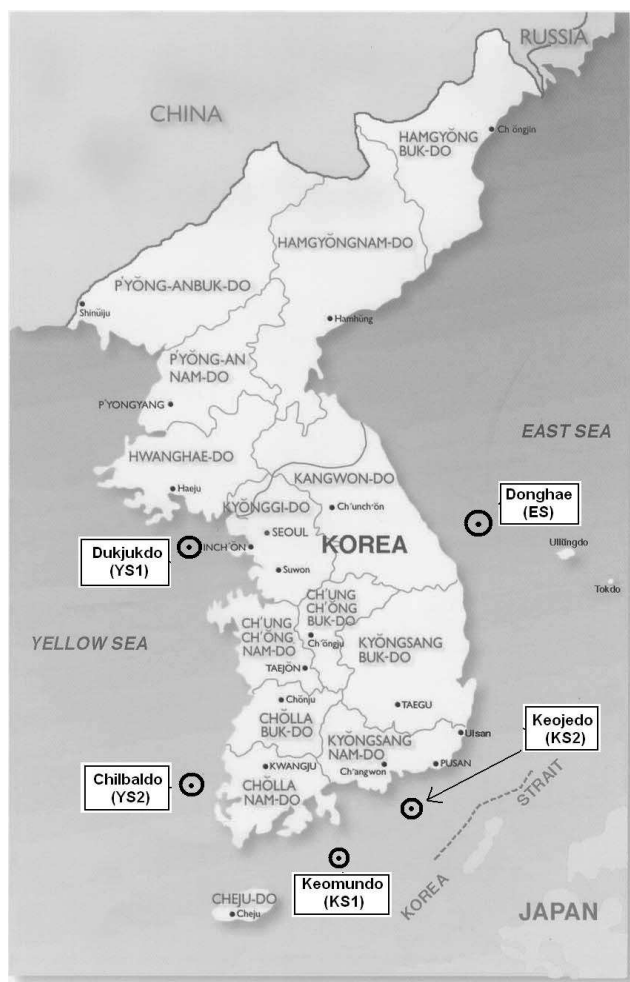 RUSSIA
CHINA
HAMGYŎNG
BUK-DO
Ch ŏngjin
HAMGYŎNGNAM-DO
P'YŎNG-ANBUK-DO
Shinŭiju
Hamhŭng
P'YŎNG-AN
NAM-DO
P'YONGYANG
EAST SEA
HWANGHAE-DO
KANGWON-DO
Haeju
Donghae
(ES)
KYŎNGGI-DO
Ch'unch'ŏn
SEOUL
KOREA
Dukjukdo
(YS1)
INCH'ŎN
Ullŭngdo
Suwon
Tokdo
CH'UNG
CH'ŎNG
BUK-DO
CH'UNG
CH'ŎNG
NAM-DO
YELLOW SEA
Ch'ŏngju
KYŎNGSANG
BUK-DO
TAEJŎN
Chŏnju
TAEGU
CHŎLLA
BUK-DO
Keojedo
(KS2)
Ulsan
KYŎNGSANG
NAM-DO
KWANGJU
Ch'angwon
PUSAN
Chilbaldo
(YS2)
CHŎLLA
NAM-DO
STRAIT
KOREA
Keomundo
(KS1)
CHEJU-DO
Cheju
JAPAN